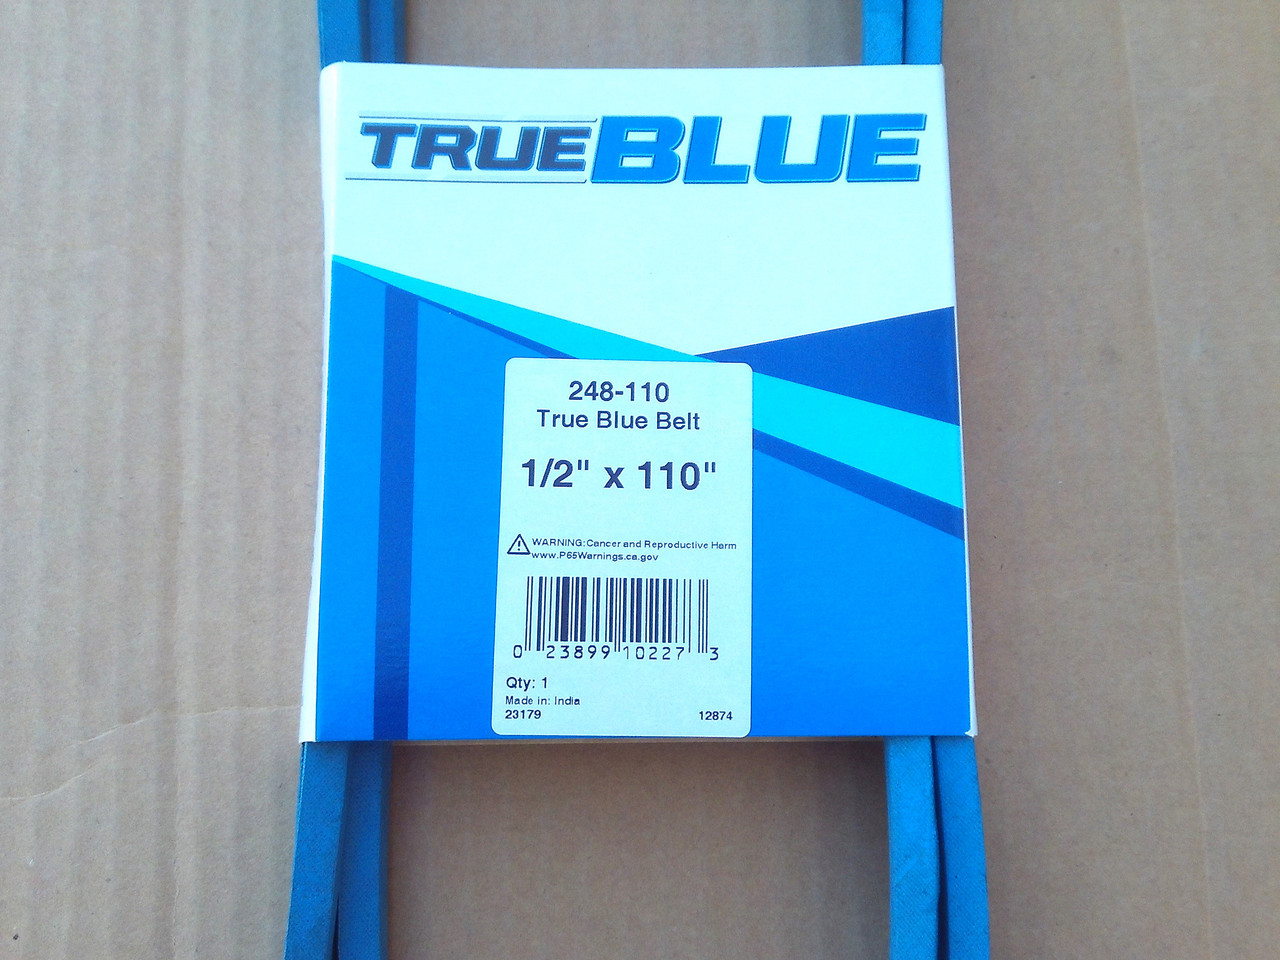 TRUEBLUE
248-110
True Blue Belt
1/2" x 110"
WARNING: Cancer and Reproductive Harm
www.P65Warnings.ca.gov
0 23899 10227 3
Qty: 1
Made in: India
23179 12874